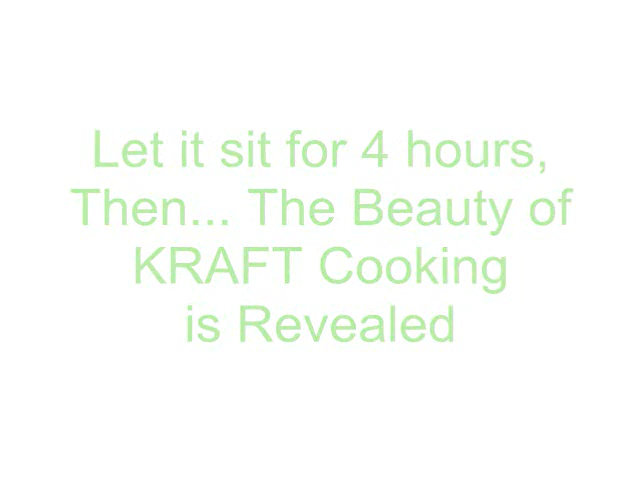 Let it sit for 4 hours,
Then... The Beauty of
KRAFT Cooking
is Revealed